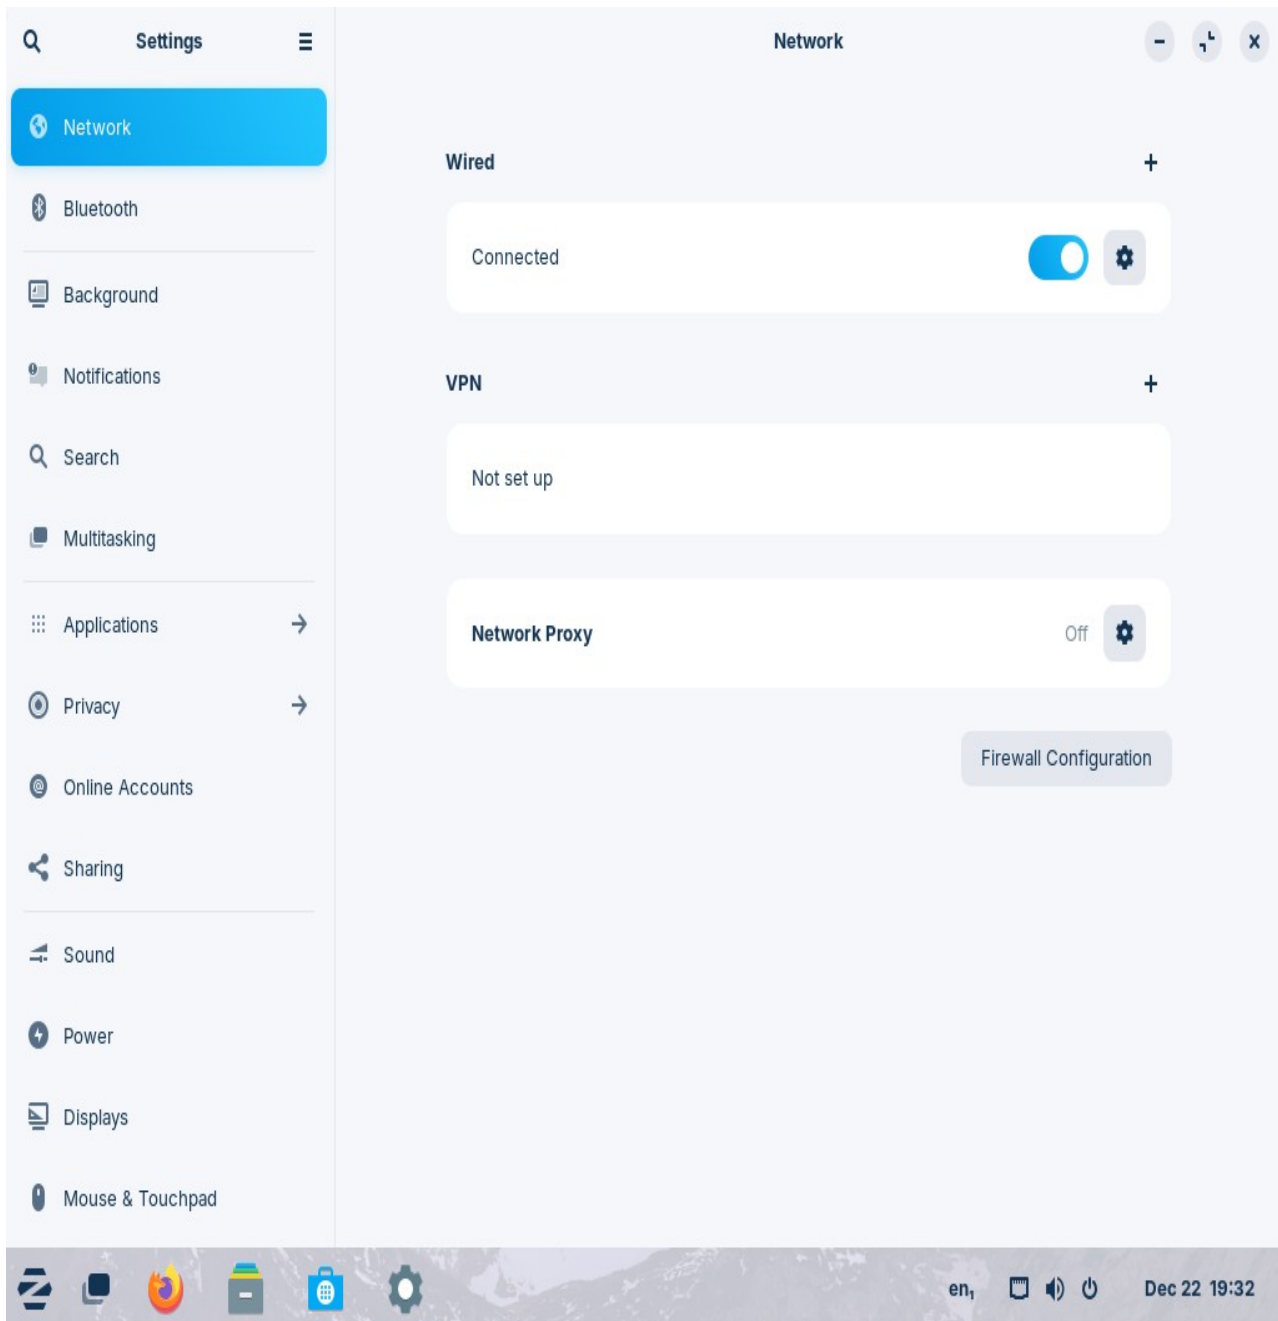 Settings
Network
Network
Bluetooth
Background
Notifications
Search
Multitasking
Applications
Privacy
Online Accounts
Sharing
Sound
Power
Displays
Mouse & Touchpad
Wired
Connected
VPN
Not set up
Network Proxy Off
Firewall Configuration
en₁ Dec 22 19:32